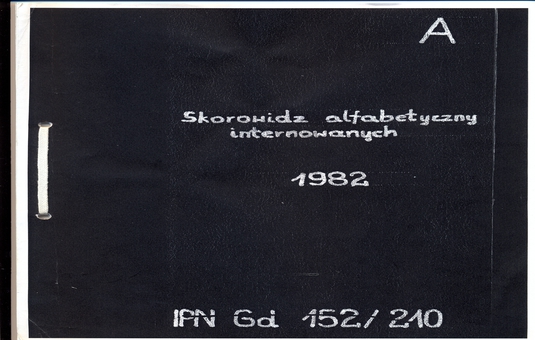 A
Skorowidz alfabetyczny
internowanych
1982
IPN Gd 152/210